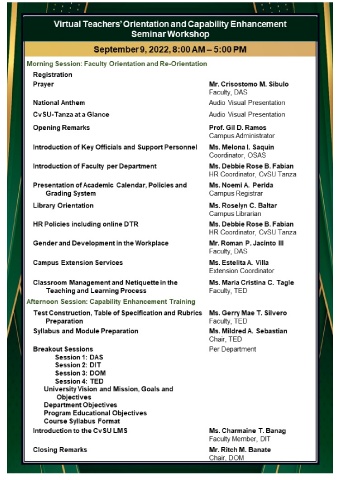 Virtual Teachers' Orientation and Capability Enhancement
Seminar Workshop
September 9, 2022, 8:00 AM – 5:00 PM
Morning Session: Faculty Orientation and Re-Orientation
Registration
Prayer
Mr. Crisostomo M. Sibulo
Faculty, DAS
National Anthem
Audio Visual Presentation
CvSU-Tanza at a Glance
Audio Visual Presentation
Opening Remarks
Prof. Gil D. Ramos
Campus Administrator
Introduction of Key Officials and Support Personnel
Ms. Melona I. Saquin
Coordinator, OSAS
Introduction of Faculty per Department
Ms. Debbie Rose B. Fabian
HR Coordinator, CvSU Tanza
Presentation of Academic Calendar, Policies and
Grading System
Ms. Noemi A. Perida
Campus Registrar
Library Orientation
Ms. Roselyn C. Baltar
Campus Librarian
HR Policies including online DTR
Ms. Debbie Rose B. Fabian
HR Coordinator, CvSU Tanza
Gender and Development in the Workplace
Mr. Roman P. Jacinto III
Faculty, DAS
Campus Extension Services
Ms. Estelita A. Villa
Extension Coordinator
Classroom Management and Netiquette in the
Teaching and Learning Process
Ms. Maria Cristina C. Tagle
Faculty, TED
Afternoon Session: Capability Enhancement Training
Test Construction, Table of Specification and Rubrics
Preparation
Ms. Gerry Mae T. Silvero
Faculty, TED
Syllabus and Module Preparation
Ms. Mildred A. Sebastian
Chair, TED
Breakout Sessions
Per Department
Session 1: DAS
Session 2: DIT
Session 3: DOM
Session 4: TED
University Vision and Mission, Goals and
Objectives
Department Objectives
Program Educational Objectives
Course Syllabus Format
Introduction to the CvSU LMS
Ms. Charmaine T. Banag
Faculty Member, DIT
Closing Remarks
Mr. Ritch M. Banate
Chair, DOM